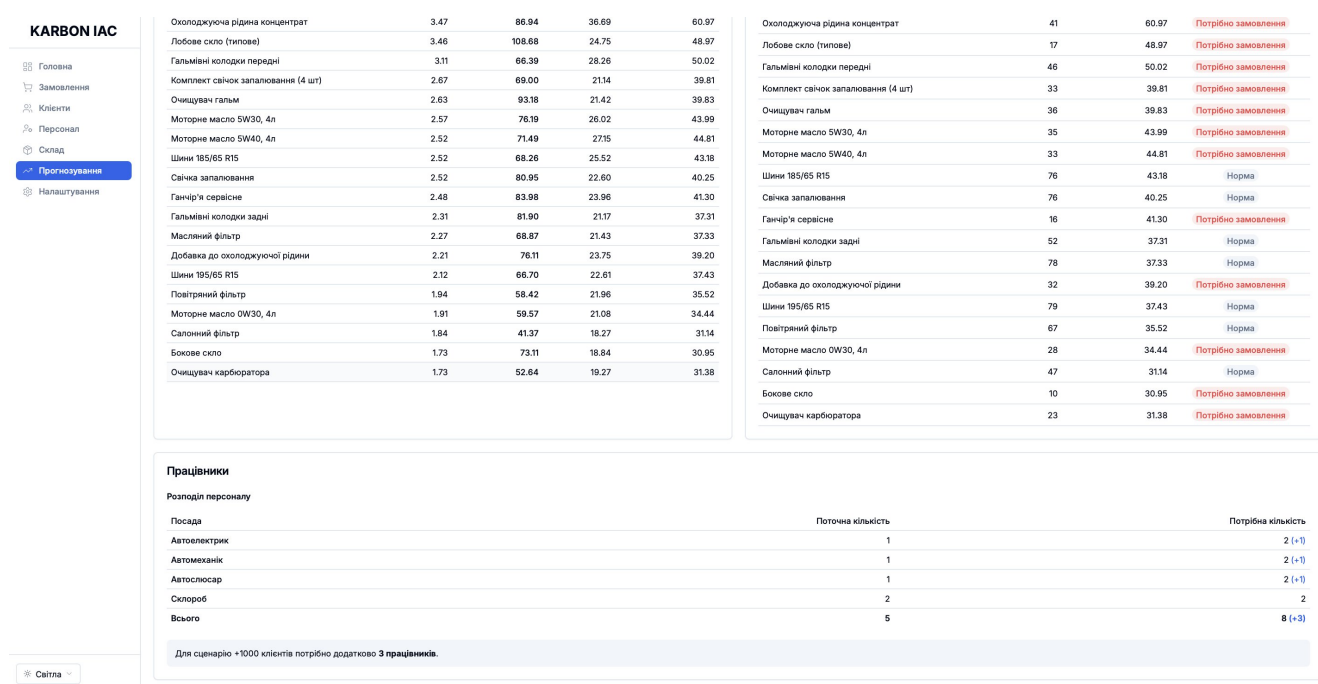 KARBON IAC
Головна
Замовлення
Клієнти
Персонал
Склад
Прогнозування
Налаштування
Світла
Охолоджуюча рідина концентрат 3.47 86.94 36.69 60.97
Лобове скло (типове) 3.46 108.68 24.75 48.97
Гальмівні колодки передні 3.11 66.39 28.26 50.02
Комплект свічок запалювання (4 шт) 2.67 69.00 21.14 39.81
Очищувач гальм 2.63 93.18 21.42 39.83
Моторне масло 5W30, 4л 2.57 76.19 26.02 43.99
Моторне масло 5W40, 4л 2.52 71.49 27.15 44.81
Шини 185/65 R15 2.52 68.26 25.52 43.18
Свічка запалювання 2.52 80.95 22.60 40.25
Ганчір'я сервісне 2.48 83.98 23.96 41.30
Гальмівні колодки задні 2.31 81.90 21.17 37.31
Масляний фільтр 2.27 68.87 21.43 37.33
Добавка до охолоджуючої рідини 2.21 76.11 23.75 39.20
Шини 195/65 R15 2.12 66.70 22.61 37.43
Повітряний фільтр 1.94 58.42 21.96 35.52
Моторне масло 0W30, 4л 1.91 59.57 21.08 34.44
Салонний фільтр 1.84 41.37 18.27 31.14
Бокове скло 1.73 73.11 18.84 30.95
Очищувач карбюратора 1.73 52.64 19.27 31.38
Охолоджуюча рідина концентрат 41 60.97 Потрібно замовлення
Лобове скло (типове) 17 48.97 Потрібно замовлення
Гальмівні колодки передні 46 50.02 Потрібно замовлення
Комплект свічок запалювання (4 шт) 33 39.81 Потрібно замовлення
Очищувач гальм 36 39.83 Потрібно замовлення
Моторне масло 5W30, 4л 35 43.99 Потрібно замовлення
Моторне масло 5W40, 4л 33 44.81 Потрібно замовлення
Шини 185/65 R15 76 43.18 Норма
Свічка запалювання 76 40.25 Норма
Ганчір'я сервісне 16 41.30 Потрібно замовлення
Гальмівні колодки задні 52 37.31 Норма
Масляний фільтр 78 37.33 Норма
Добавка до охолоджуючої рідини 32 39.20 Потрібно замовлення
Шини 195/65 R15 79 37.43 Норма
Повітряний фільтр 67 35.52 Норма
Моторне масло 0W30, 4л 28 34.44 Потрібно замовлення
Салонний фільтр 47 31.14 Норма
Бокове скло 10 30.95 Потрібно замовлення
Очищувач карбюратора 23 31.38 Потрібно замовлення
Працівники
Розподіл персоналу
Посада Поточна кількість Потрібна кількість
Автоелектрик 1 2 (+1)
Автомеханік 1 2 (+1)
Автослюсар 1 2 (+1)
Склороб 2 2
Всього 5 8 (+3)
Для сценарію +1000 клієнтів потрібно додатково 3 працівників.